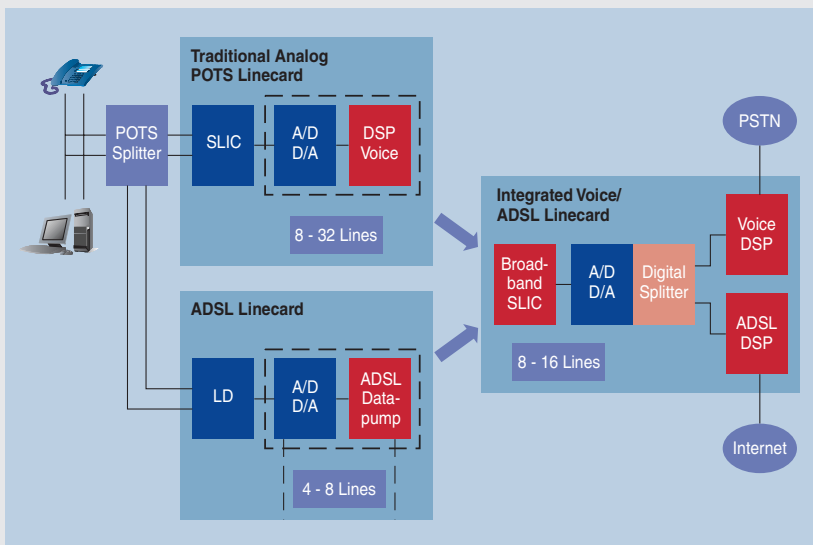 Traditional Analog
POTS Linecard
POTS
Splitter
SLIC
A/D
D/A
DSP
Voice
8 - 32 Lines
ADSL Linecard
LD
A/D
D/A
ADSL
Data-
pump
4 - 8 Lines
PSTN
Integrated Voice/
ADSL Linecard
Broad-
band
SLIC
A/D
D/A
Digital
Splitter
Voice
DSP
ADSL
DSP
8 - 16 Lines
Internet